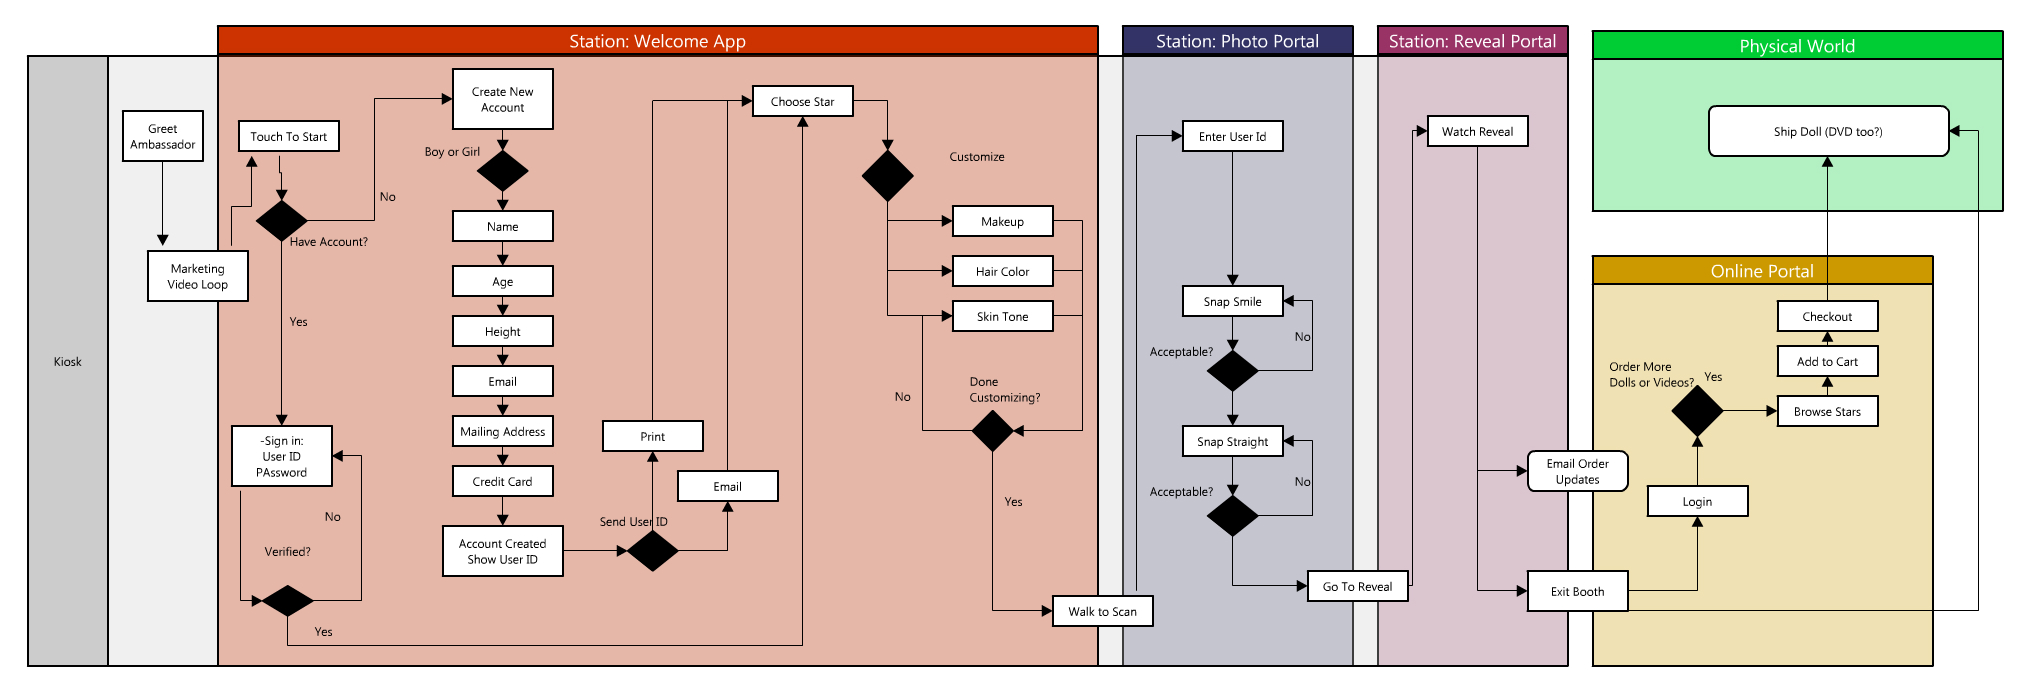 Station: Welcome App
Station: Photo Portal
Station: Reveal Portal
Physical World
Kiosk
Greet
Ambassador
Marketing
Video Loop
Touch To Start
No
Have Account?
Yes
-Sign in:
User ID
PAssword
No
Verified?
Yes
Create New
Account
Boy or Girl
Name
Age
Height
Email
Mailing Address
Credit Card
Account Created
Show User ID
Send User ID
Print
Email
Choose Star
Customize
Makeup
Hair Color
Skin Tone
No
Done
Customizing?
Yes
Walk to Scan
Enter User Id
Snap Smile
Acceptable?
No
Snap Straight
Acceptable?
No
Go To Reveal
Watch Reveal
Email Order
Updates
Exit Booth
Ship Doll (DVD too?)
Online Portal
Checkout
Add to Cart
Browse Stars
Order More
Dolls or Videos?
Yes
Login